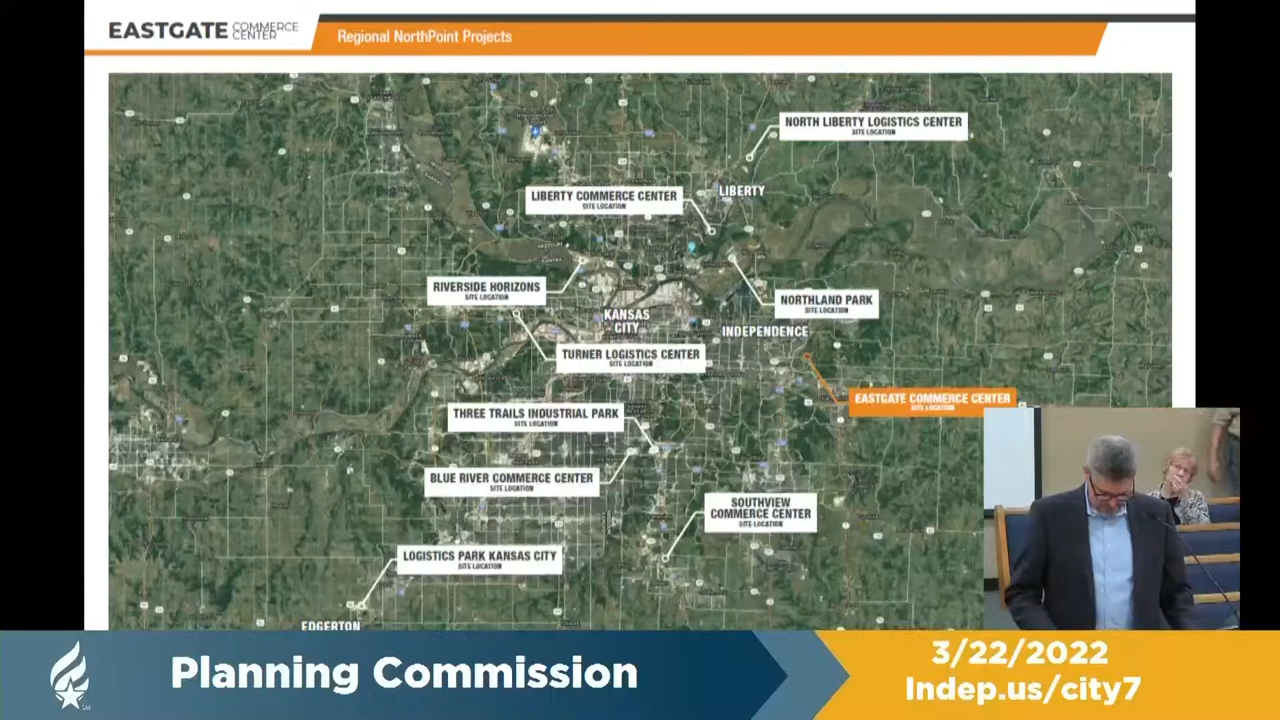 EASTGATE COMMERCE
CENTER
Regional NorthPoint Projects
NORTH LIBERTY LOGISTICS CENTER
SITE LOCATION
LIBERTY COMMERCE CENTER
SITE LOCATION
LIBERTY
RIVERSIDE HORIZONS
SITE LOCATION
NORTHLAND PARK
SITE LOCATION
KANSAS
CITY
INDEPENDENCE
TURNER LOGISTICS CENTER
SITE LOCATION
EASTGATE COMMERCE CENTER
SITE LOCATION
THREE TRAILS INDUSTRIAL PARK
SITE LOCATION
BLUE RIVER COMMERCE CENTER
SITE LOCATION
SOUTHVIEW
COMMERCE CENTER
SITE LOCATION
LOGISTICS PARK KANSAS CITY
SITE LOCATION
EDGERTON
Planning Commission
3/22/2022
Indep.us/city7